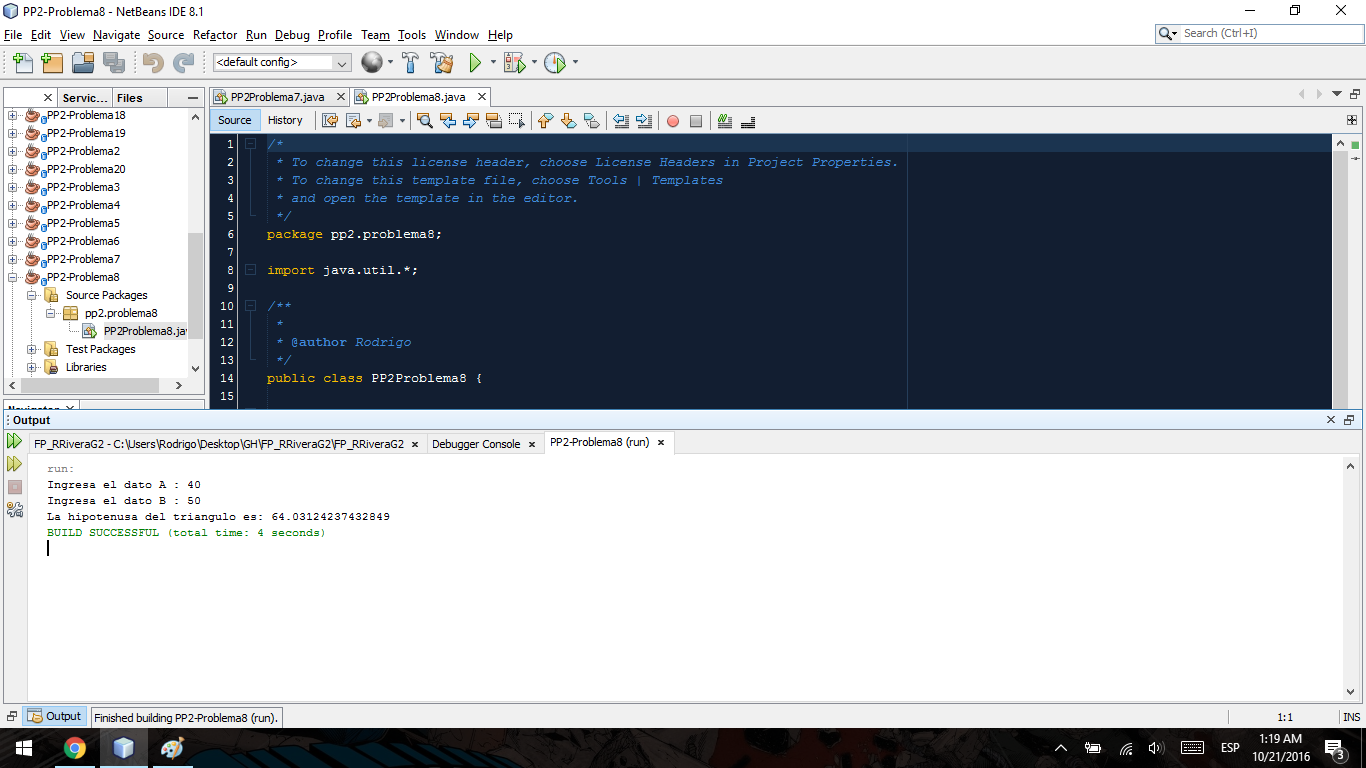 PP2-Problema8 - NetBeans IDE 8.1
File Edit View Navigate Source Refactor Run Debug Profile Team Tools Window Help
Search (Ctrl+I)
<default config>
Servic... Files
PP2-Problema18
PP2-Problema19
PP2-Problema2
PP2-Problema20
PP2-Problema3
PP2-Problema4
PP2-Problema5
PP2-Problema6
PP2-Problema7
PP2-Problema8
Source Packages
pp2.problema8
PP2Problema8.ja
Test Packages
Libraries
Navigator
PP2Problema7.java PP2Problema8.java
Source History
1 /*
2 * To change this license header, choose License Headers in Project Properties.
3 * To change this template file, choose Tools | Templates
4 * and open the template in the editor.
5 */
6 package pp2.problema8;
7
8 import java.util.*;
9
10 /**
11 *
12 * @author Rodrigo
13 */
14 public class PP2Problema8 {
15
Output
FP_RRiveraG2 - C:\Users\Rodrigo\Desktop\GH\FP_RRiveraG2\FP_RRiveraG2 Debugger Console PP2-Problema8 (run)
run:
Ingresa el dato A : 40
Ingresa el dato B : 50
La hipotenusa del triangulo es: 64.03124237432849
BUILD SUCCESSFUL (total time: 4 seconds)
Output Finished building PP2-Problema8 (run).
1:1 INS
ESP
1:19 AM
10/21/2016
3